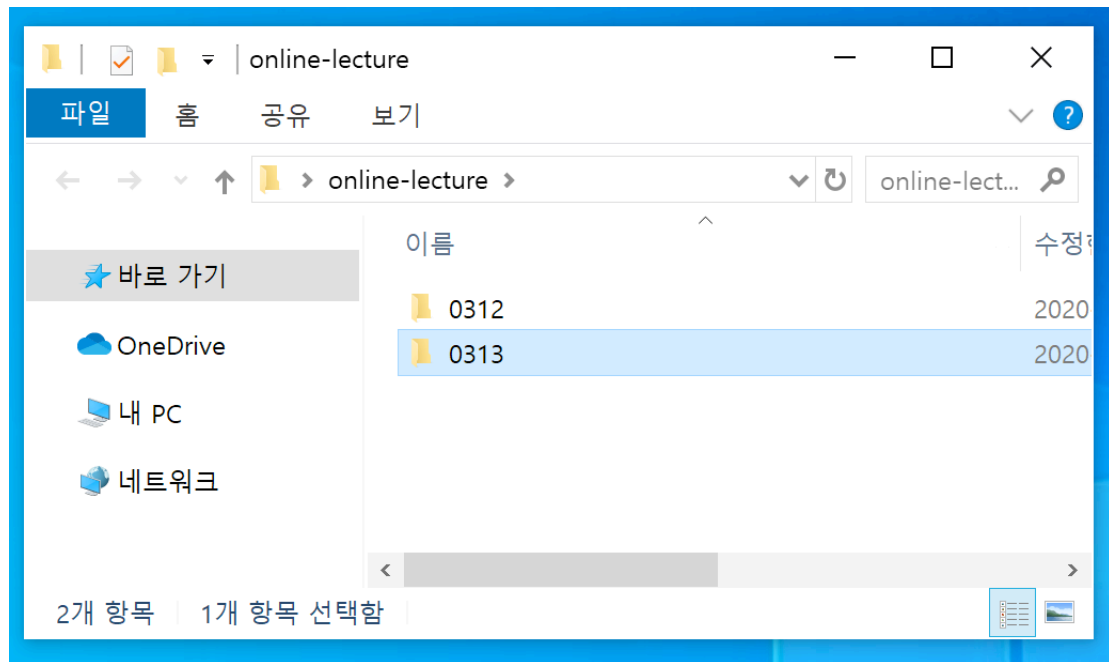 online-lecture
파일 홈 공유 보기
online-lecture
online-lect...
이름
수정
바로 가기
0312
2020
0313
2020
OneDrive
내 PC
네트워크
2개 항목 1개 항목 선택함